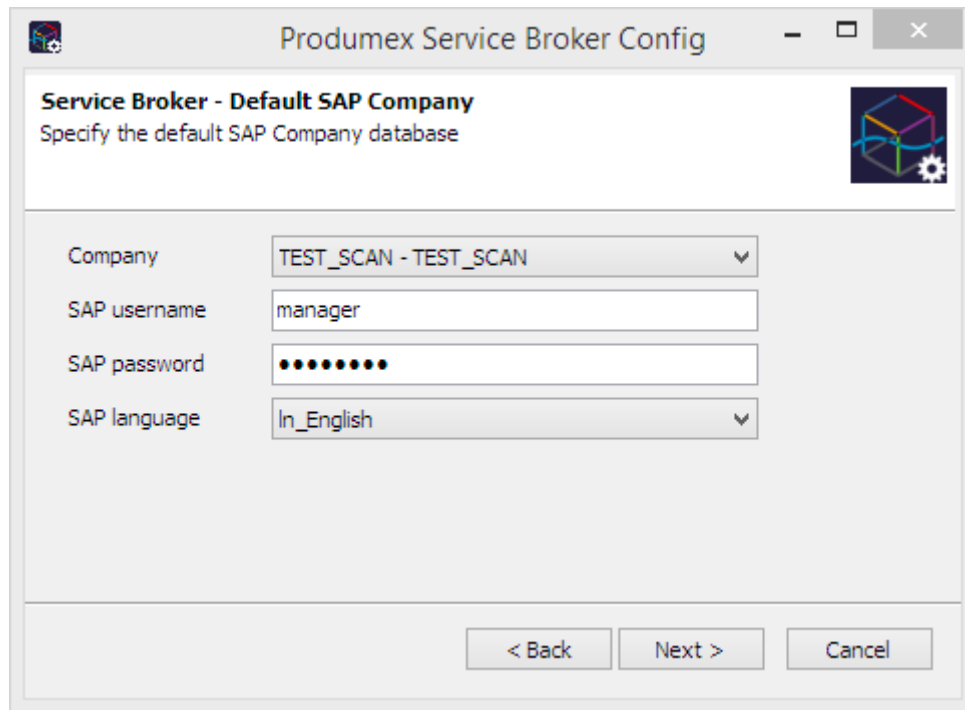 Produmex Service Broker Config
Service Broker - Default SAP Company
Specify the default SAP Company database
Company TEST_SCAN - TEST_SCAN
SAP username manager
SAP password ••••••••
SAP language ln_English
< Back Next > Cancel